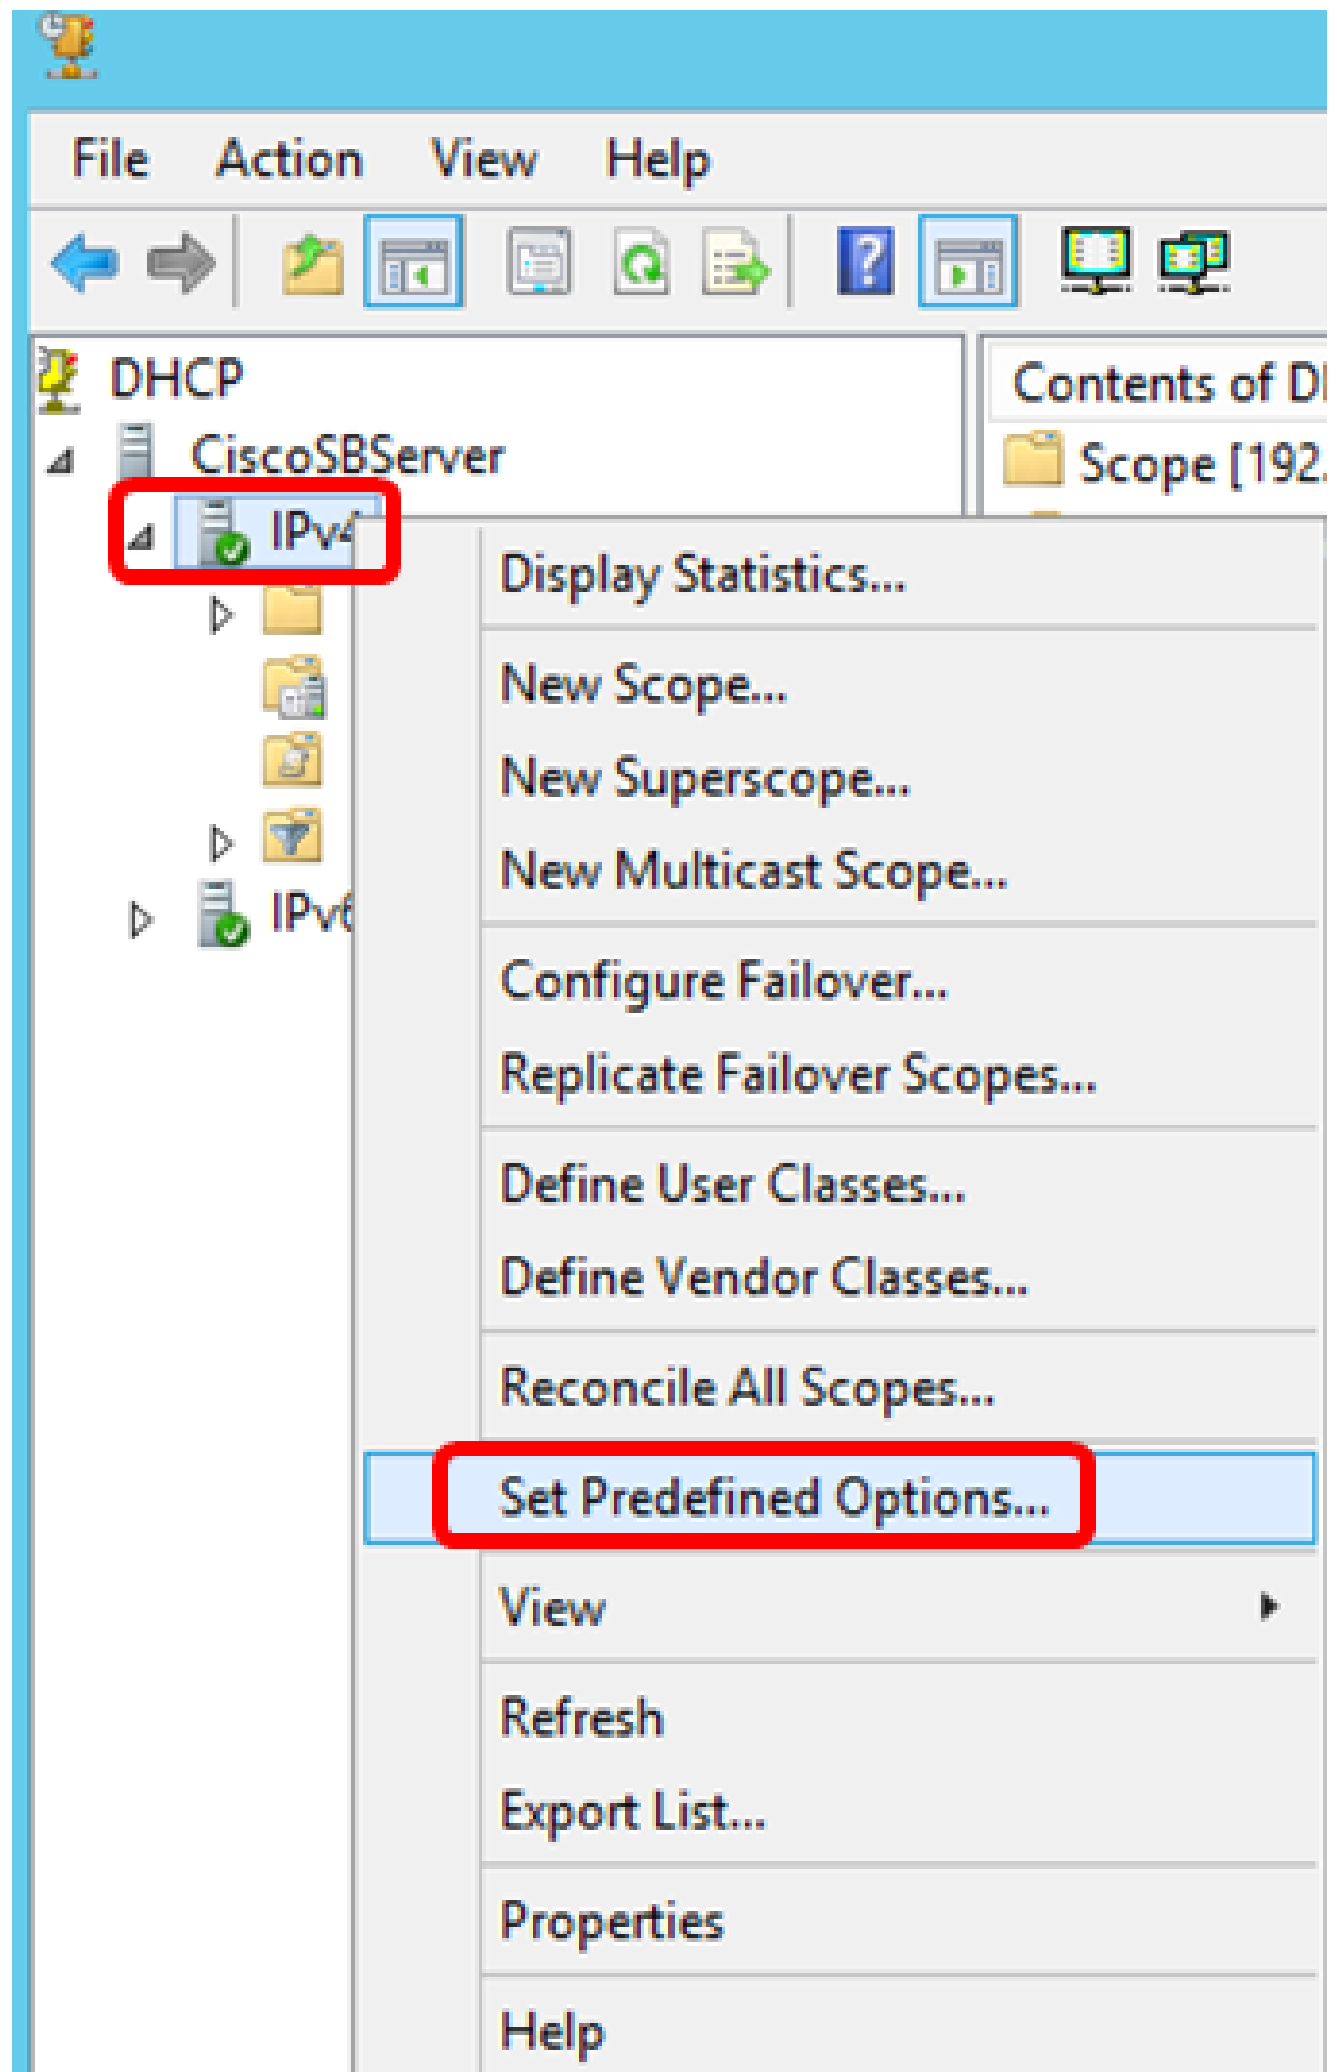 File Action View Help
DHCP
CiscoSBServer
IPv4
IPv6
Contents of
Scope [192.
Display Statistics...
New Scope...
New Superscope...
New Multicast Scope...
Configure Failover...
Replicate Failover Scopes...
Define User Classes...
Define Vendor Classes...
Reconcile All Scopes...
Set Predefined Options...
View
Refresh
Export List...
Properties
Help